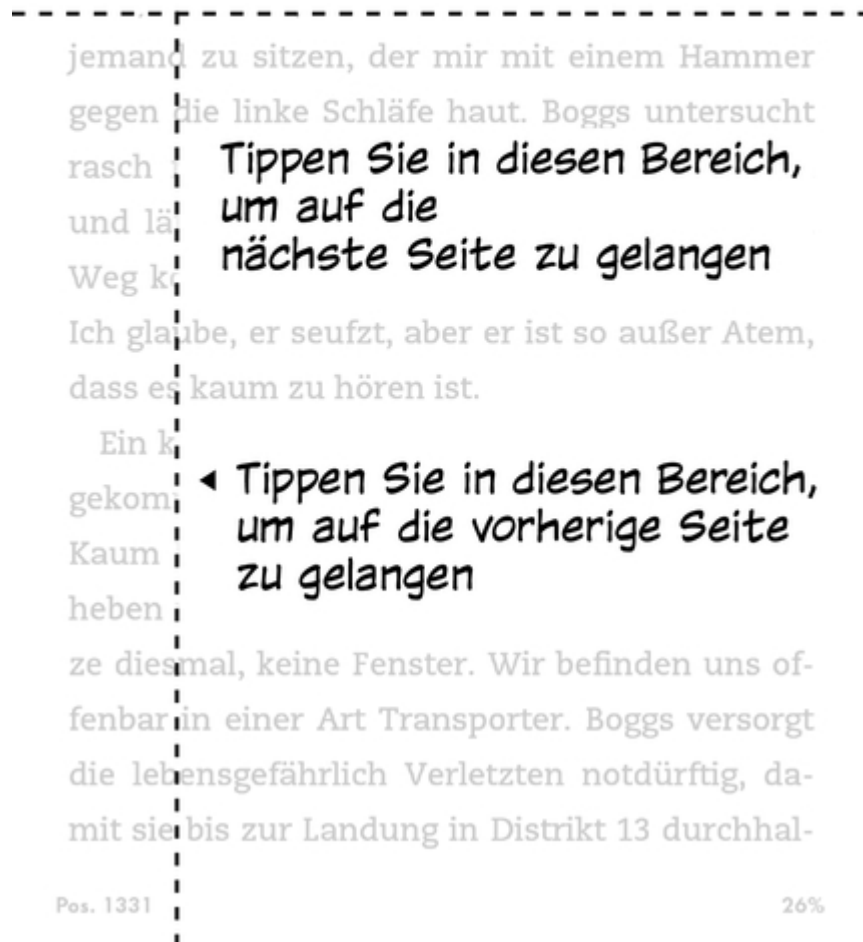 jemand zu sitzen, der mir mit einem Hammer
gegen die linke Schläfe haut. Boggs untersucht
rasch
Tippen Sie in diesen Bereich,
und
um auf die
nächste Seite zu gelangen
Weg
Ich glaube, er seufzt, aber er ist so außer Atem,
dass es kaum zu hören ist.
Ein
Tippen Sie in diesen Bereich,
um auf die vorherige Seite
zu gelangen
Kaum
heben
ze diesmal, keine Fenster. Wir befinden uns of-
fenbar in einer Art Transporter. Boggs versorgt
die lebensgefährlich Verletzten notdürftig, da-
mit sie bis zur Landung in Distrikt 13 durchhal-
Pos. 1331 26%